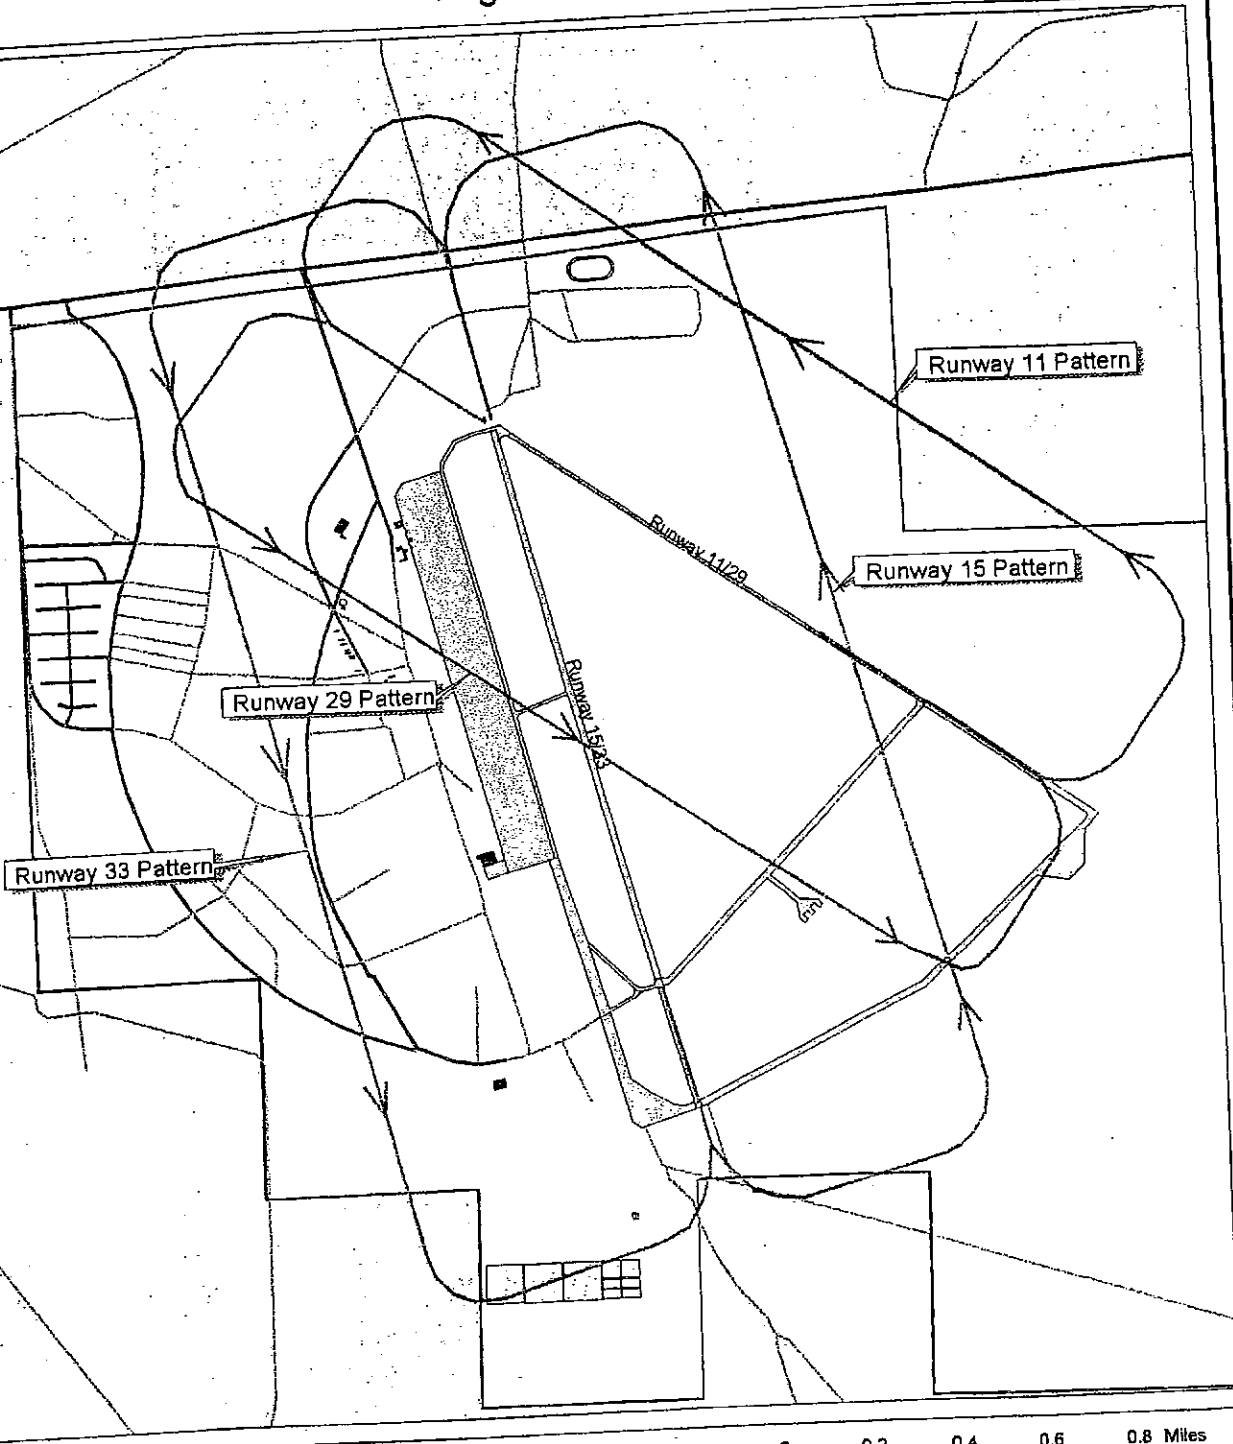 Runway 11 Pattern
Runway 11/29
Runway 15 Pattern
Runway 29 Pattern
Runway 15/33
Runway 33 Pattern
0.2 0.4 0.6 0.8 Miles